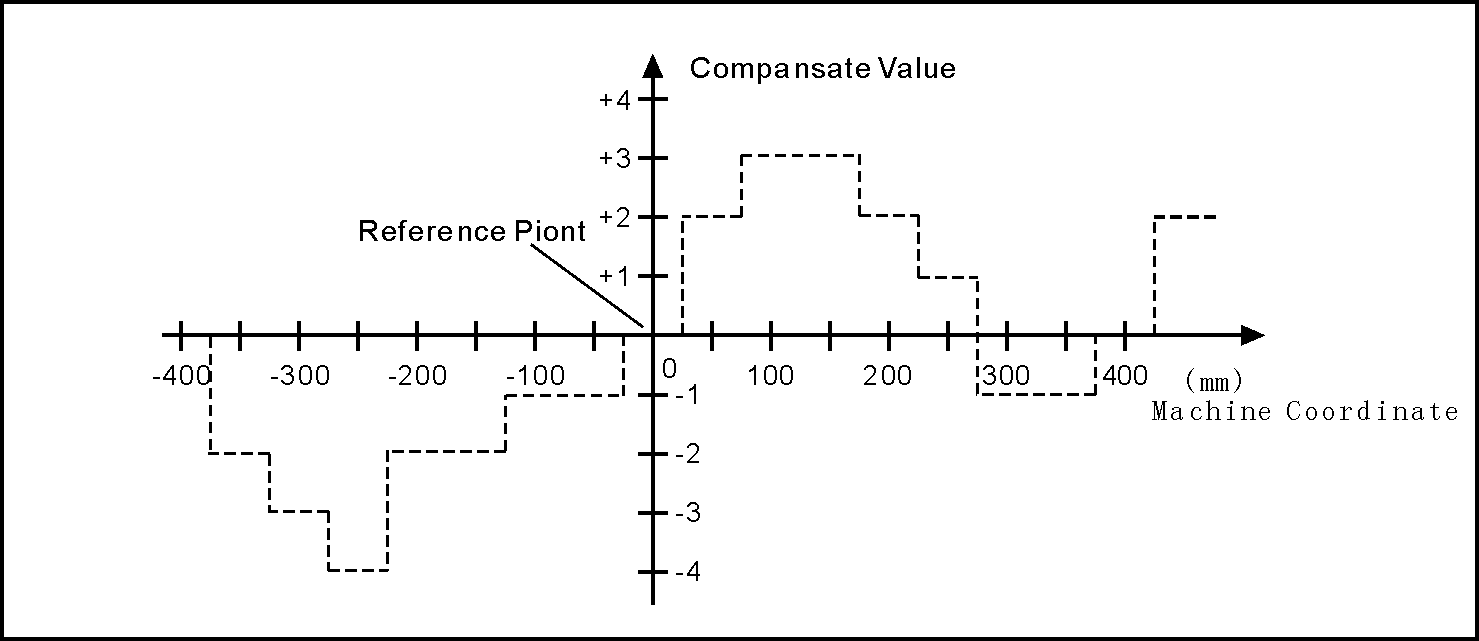 Compansate Value
+4
+3
+2
Reference Piont
+1
-400 -300 -200 -100 0 100 200 300 400 (mm)
-1
Machine Coordinate
-2
-3
-4